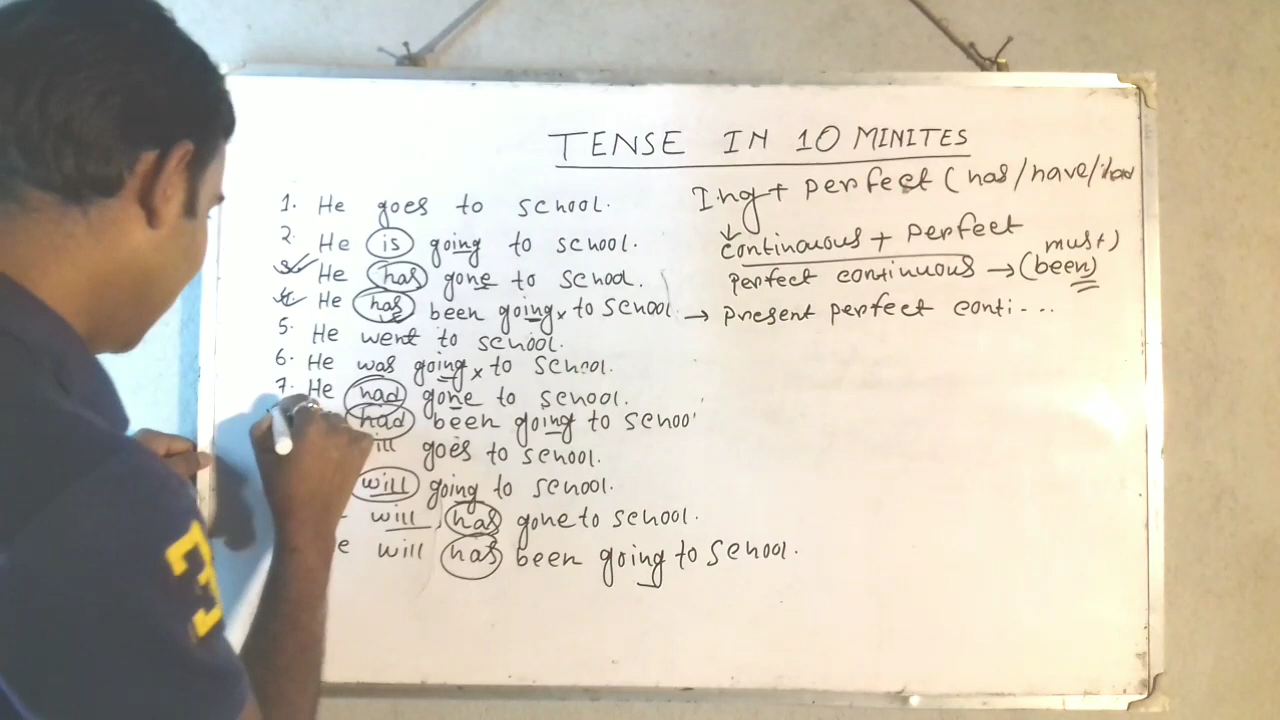 TENSE IN 10 MINITES
Ing + perfect (has/have/had
continuous + perfect
perfect continuous → (been) must)
→ present perfect conti....
1. He goes to school.
2. He is going to school.
He has gone to school.
He has been going x to school
5. He went to school.
6. He was going x to school.
7. He had gone to school.
had been going to schoo
goes to school.
will going to school.
will has gone to school.
e will has been going to school.
3